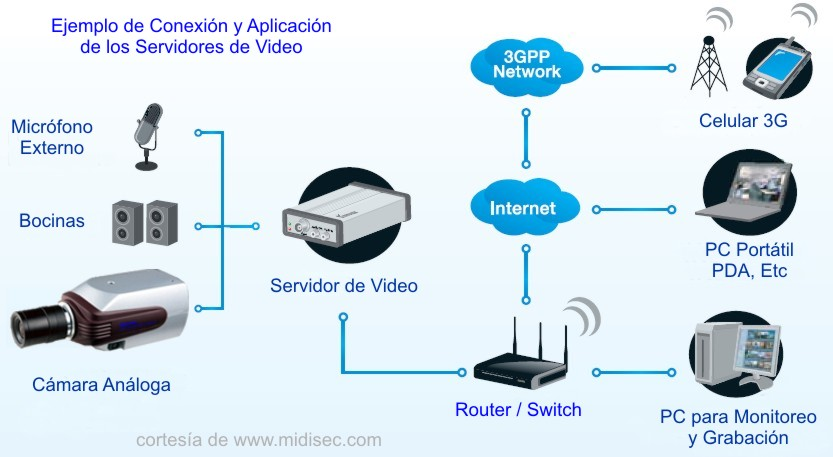 Ejemplo de Conexión y Aplicación
de los Servidores de Video
3GPP
Network
Celular 3G
Micrófono
Externo
Bocinas
Internet
PC Portátil
PDA, Etc
Servidor de Video
Cámara Análoga
Router / Switch
PC para Monitoreo
y Grabación
cortesía de www.midisec.com